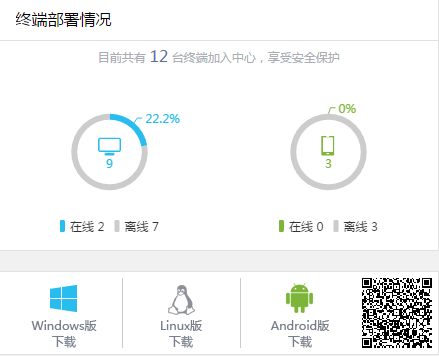 终端部署情况
目前共有 12 台终端加入中心，享受安全保护
22.2%
0%
9
3
在线 2 离线 7
在线 0 离线 3
Windows版
下载
Linux版
下载
Android版
下载